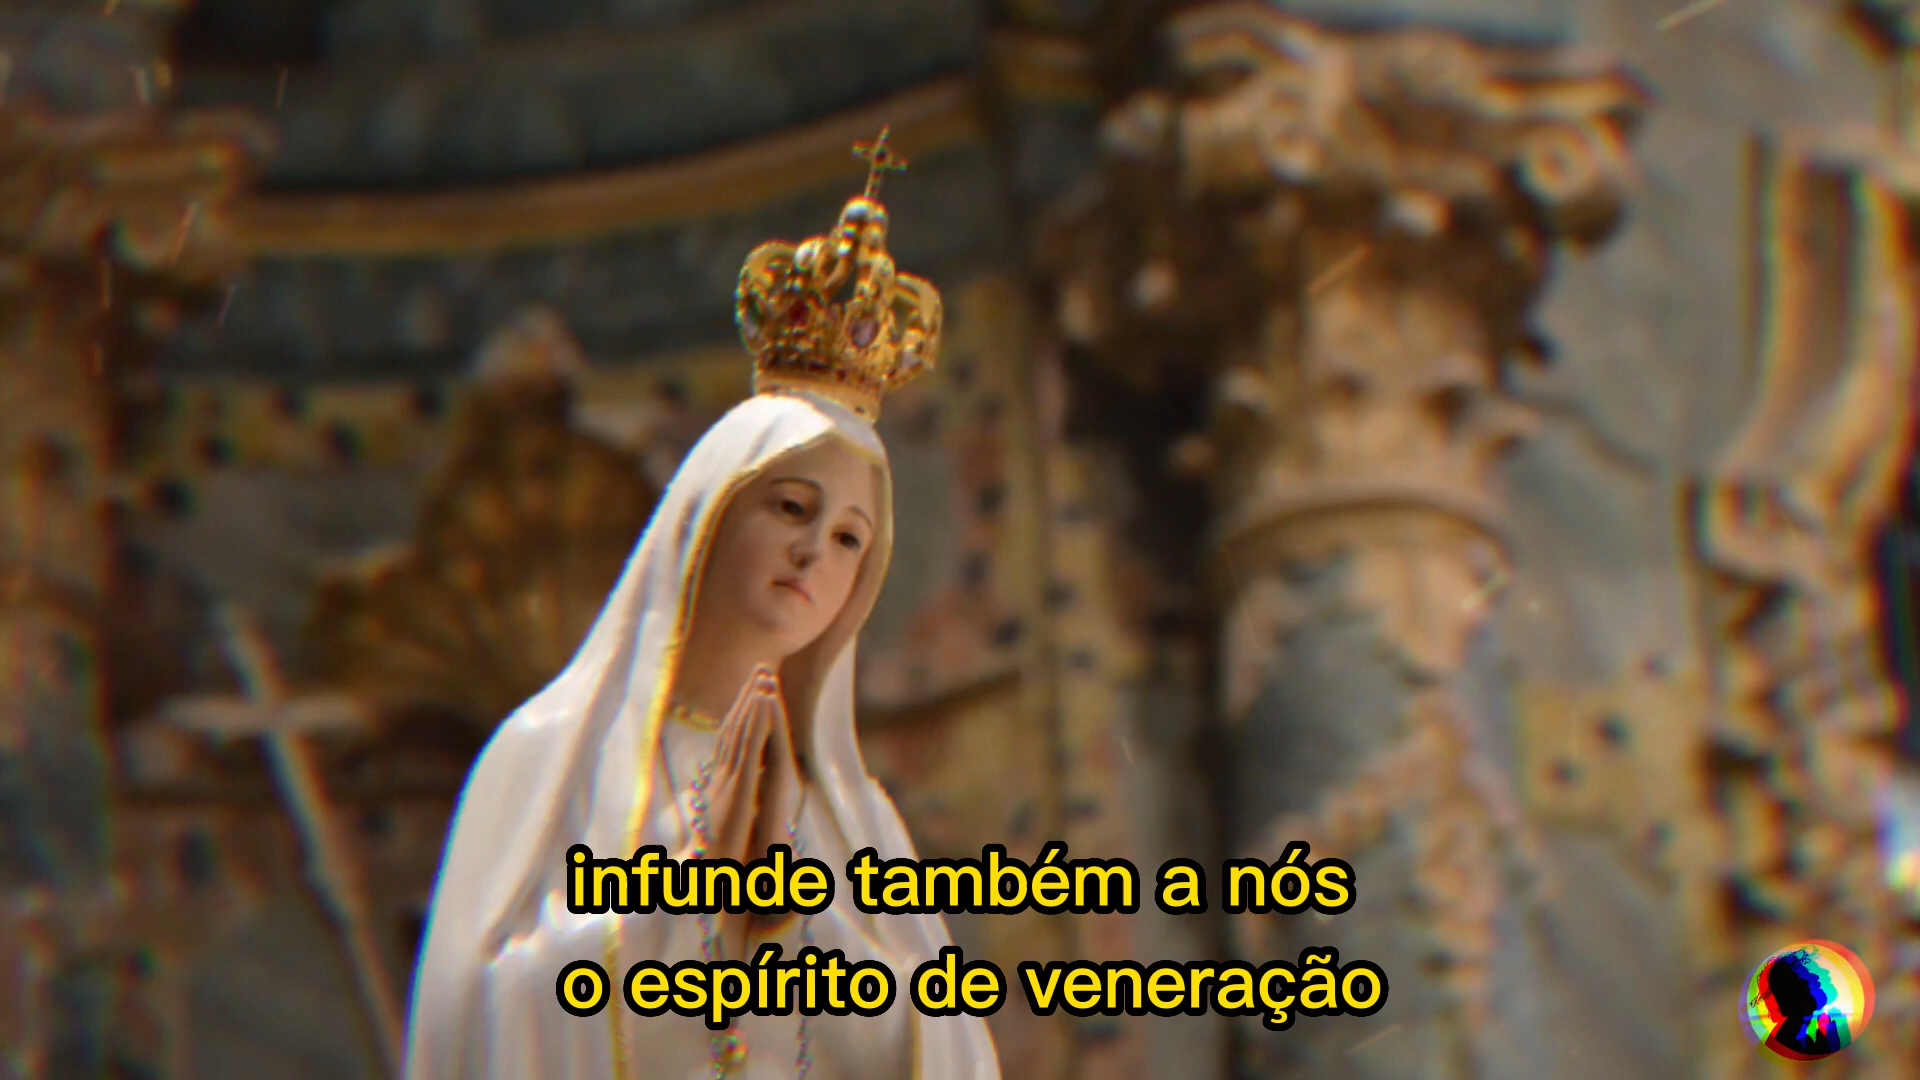 infunde também a nós
o espírito de veneração